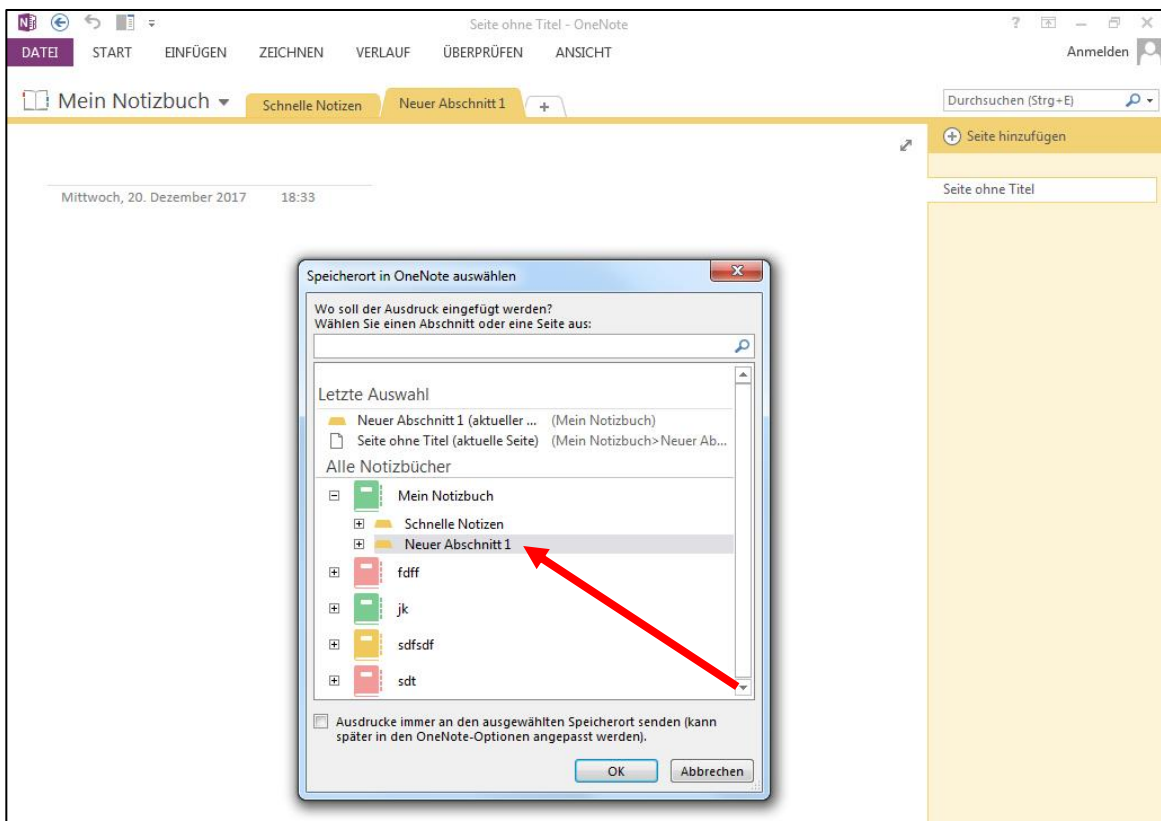 Seite ohne Titel - OneNote
DATEI START EINFÜGEN ZEICHNEN VERLAUF ÜBERPRÜFEN ANSICHT Anmelden
Mein Notizbuch Schnelle Notizen Neuer Abschnitt 1 Durchsuchen (Strg+E)
Seite hinzufügen
Seite ohne Titel
Mittwoch, 20. Dezember 2017 18:33
Speicherort in OneNote auswählen
Wo soll der Ausdruck eingefügt werden?
Wählen Sie einen Abschnitt oder eine Seite aus:
Letzte Auswahl
Neuer Abschnitt 1 (aktueller ... (Mein Notizbuch)
Seite ohne Titel (aktuelle Seite) (Mein Notizbuch>Neuer Ab...
Alle Notizbücher
Mein Notizbuch
Schnelle Notizen
Neuer Abschnitt 1
fdff
jk
sdfsdf
sdt
Ausdrucke immer an den ausgewählten Speicherort senden (kann
später in den OneNote-Optionen angepasst werden).
OK Abbrechen